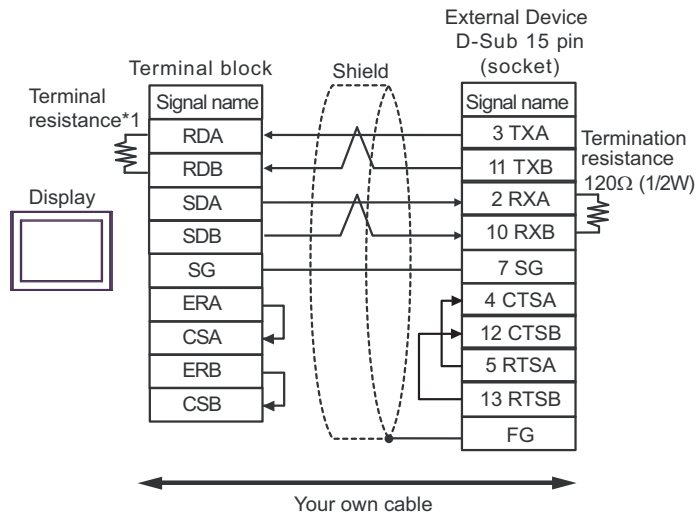 External Device
D-Sub 15 pin
(socket)
Terminal block
Shield
Terminal
resistance*1
Signal name
RDA
RDB
SDA
SDB
SG
ERA
CSA
ERB
CSB
Display
Signal name
3 TXA
11 TXB
2 RXA
10 RXB
7 SG
4 CTSA
12 CTSB
5 RTSA
13 RTSB
FG
Termination
resistance
120Ω (1/2W)
Your own cable